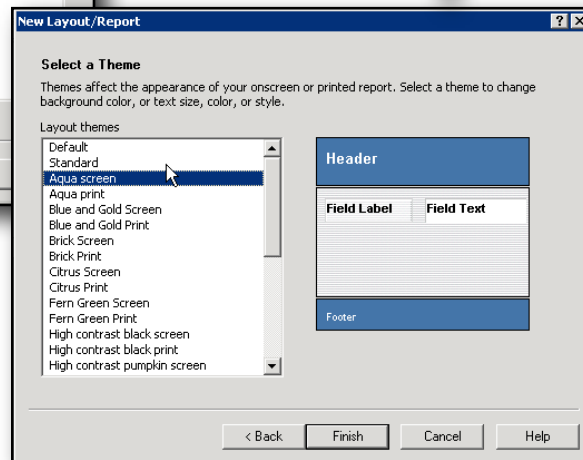 New Layout/Report
Select a Theme
Themes affect the appearance of your onscreen or printed report. Select a theme to change
background color, or text size, color, or style.
Layout themes
Default
Standard
Aqua screen
Aqua print
Blue and Gold Screen
Blue and Gold Print
Brick Screen
Brick Print
Citrus Screen
Citrus Print
Fern Green Screen
Fern Green Print
High contrast black screen
High contrast black print
High contrast pumpkin screen
Header
Field Label Field Text
Footer
< Back Finish Cancel Help